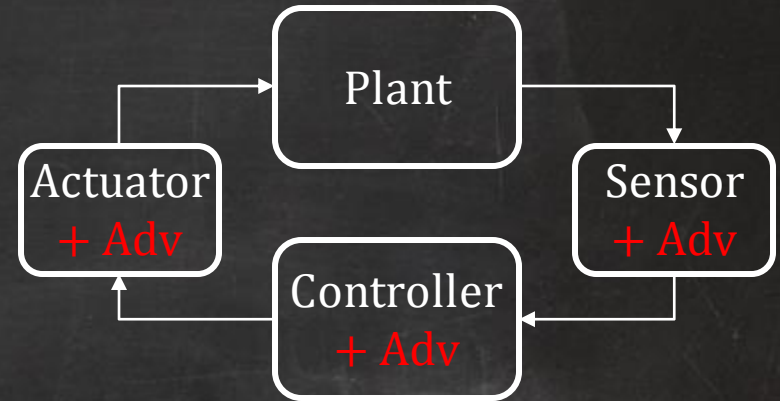 Plant
Actuator
+ Adv
Sensor
+ Adv
Controller
+ Adv